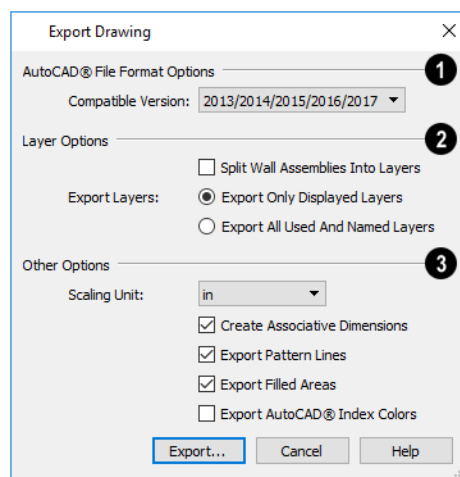 Export Drawing
AutoCAD® File Format Options 1
Compatible Version: 2013/2014/2015/2016/2017
Layer Options 2
Split Wall Assemblies Into Layers
Export Layers: Export Only Displayed Layers
Export All Used And Named Layers
Other Options 3
Scaling Unit: in
Create Associative Dimensions
Export Pattern Lines
Export Filled Areas
Export AutoCAD® Index Colors
Export... Cancel Help